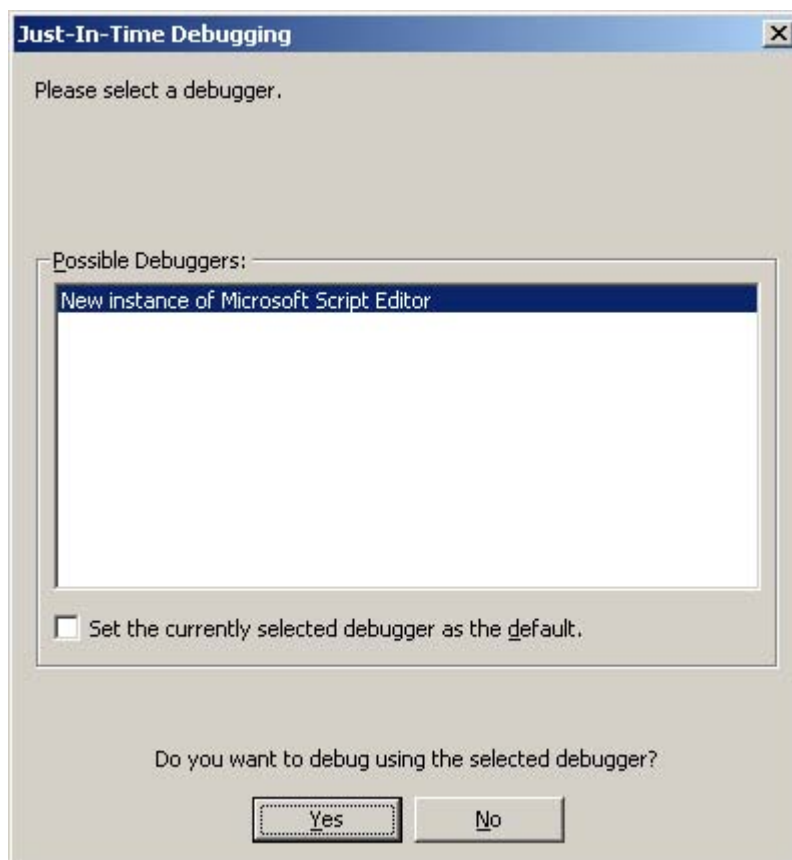 Just-In-Time Debugging
Please select a debugger.
Possible Debuggers:
New instance of Microsoft Script Editor
Set the currently selected debugger as the default.
Do you want to debug using the selected debugger?
Yes No